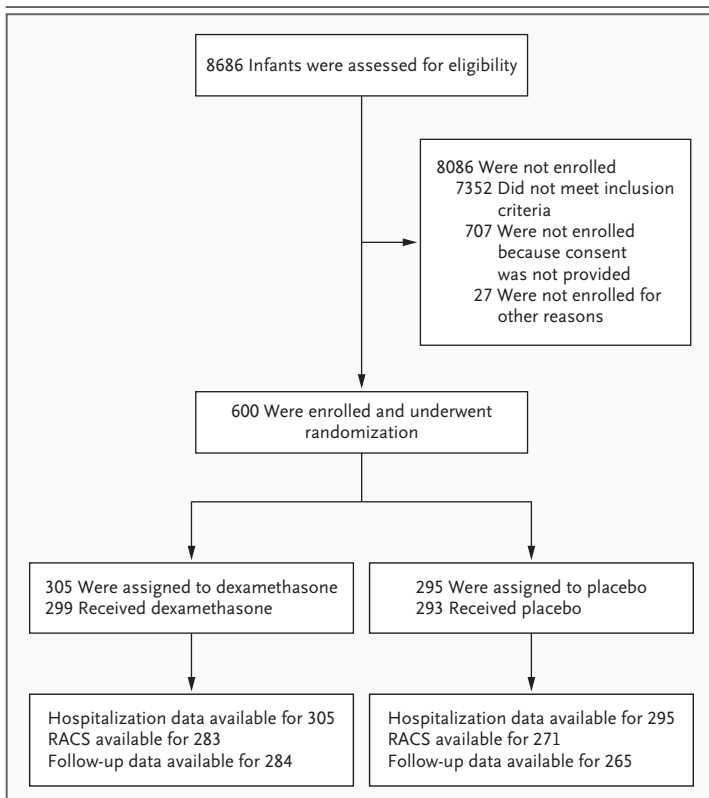 8686 Infants were assessed for eligibility
8086 Were not enrolled
7352 Did not meet inclusion
criteria
707 Were not enrolled
because consent
was not provided
27 Were not enrolled for
other reasons
600 Were enrolled and underwent
randomization
305 Were assigned to dexamethasone
299 Received dexamethasone
295 Were assigned to placebo
293 Received placebo
Hospitalization data available for 305
RACS available for 283
Follow-up data available for 284
Hospitalization data available for 295
RACS available for 271
Follow-up data available for 265